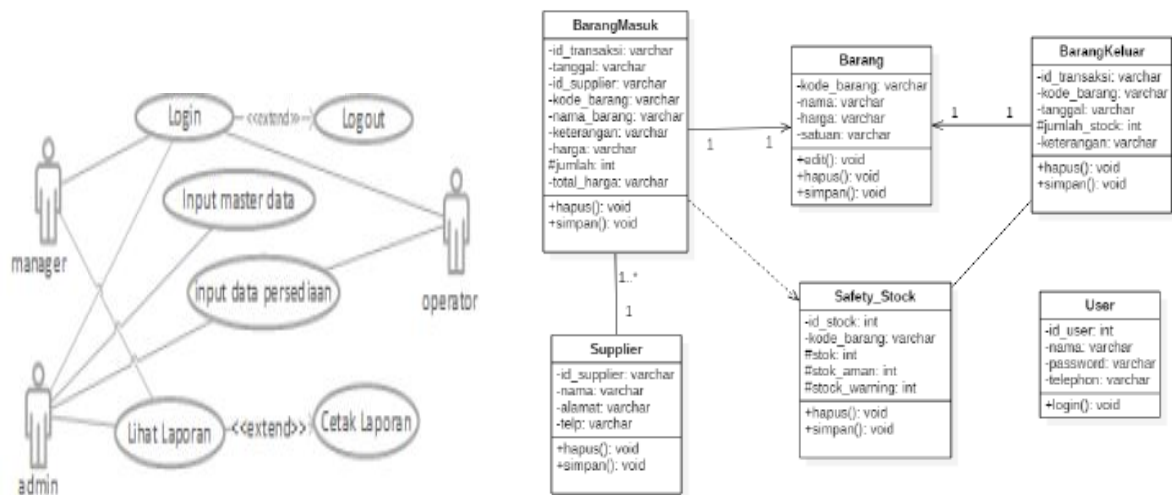 Login
<<extend>>
Logout
Input master data
manager
input data persediaan
operator
Lihat Laporan
<<extend>>
Cetak Laporan
admin
BarangMasuk
-id_transaksi: varchar
-tanggal: varchar
-id_supplier: varchar
-kode_barang: varchar
-nama_barang: varchar
-keterangan: varchar
-harga: varchar
#jumlah: int
-total_harga: varchar
+hapus(): void
+simpan(): void
1
1
Barang
-kode_barang: varchar
-nama: varchar
-harga: varchar
-satuan: varchar
+edit(): void
+hapus(): void
+simpan(): void
1
1
BarangKeluar
-id_transaksi: varchar
-kode_barang: varchar
-tanggal: varchar
#jumlah_stock: int
-keterangan: varchar
+hapus(): void
+simpan(): void
1..*
1
Supplier
-id_supplier: varchar
-nama: varchar
-alamat: varchar
-telp: varchar
+hapus(): void
+simpan(): void
Safety_Stock
-id_stock: int
-kode_barang: varchar
#stok: int
#stok_aman: int
#stock_warning: int
+hapus(): void
+simpan(): void
User
-id_user: int
-nama: varchar
-password: varchar
-telephon: varchar
+login(): void